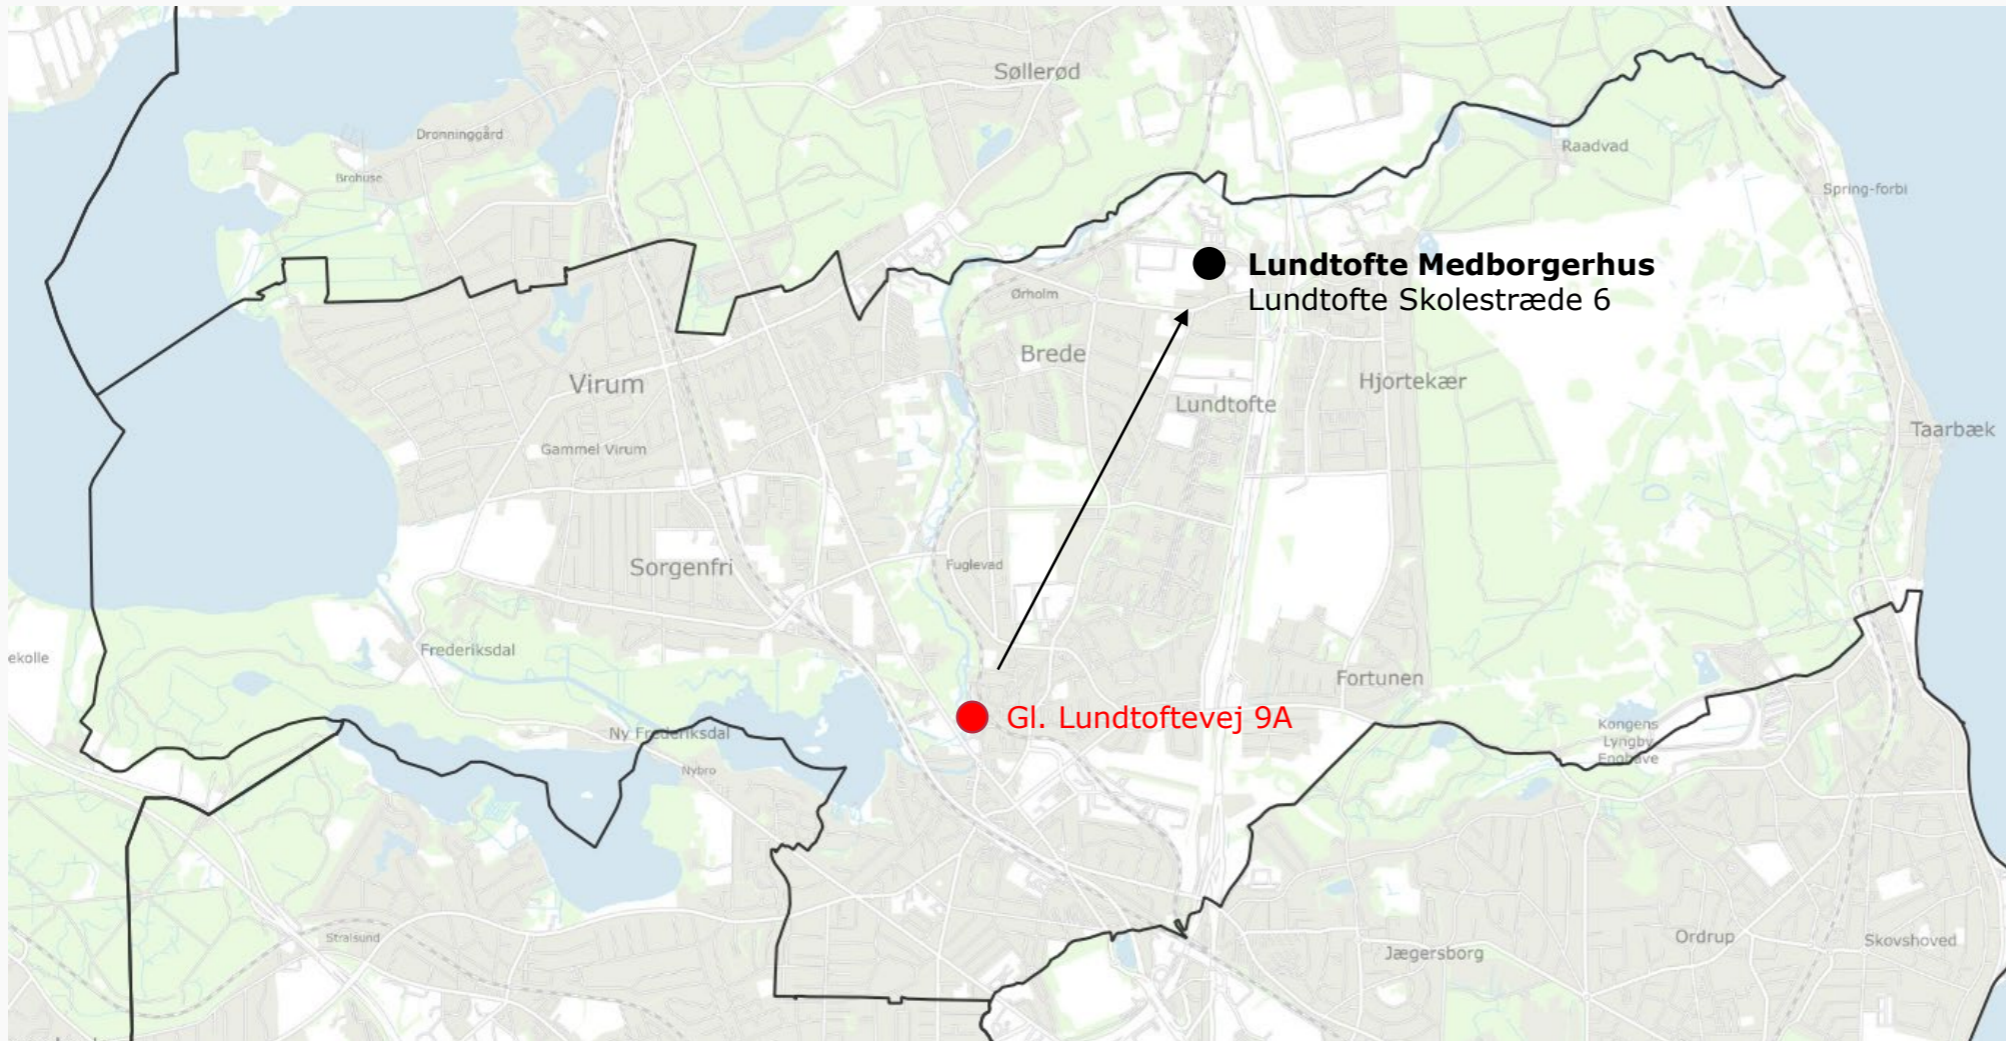 Søllerød
Dronninggård
Raadvad
Brohuse
Spring-forbi
Lundtofte Medborgerhus
Lundtofte Skolestræde 6
Ørholm
Brede
Virum
Hjortekær
Lundtofte
Taarbæk
Gammel Virum
Sorgenfri
Fuglevad
Frederiksdal
ekolle
Fortunen
Gl. Lundtoftevej 9A
Ny Frederiksdal
Kongens
Lyngby
Enghave
Nybro
Stralsund
Ordrup
Skovshoved
Jægersborg